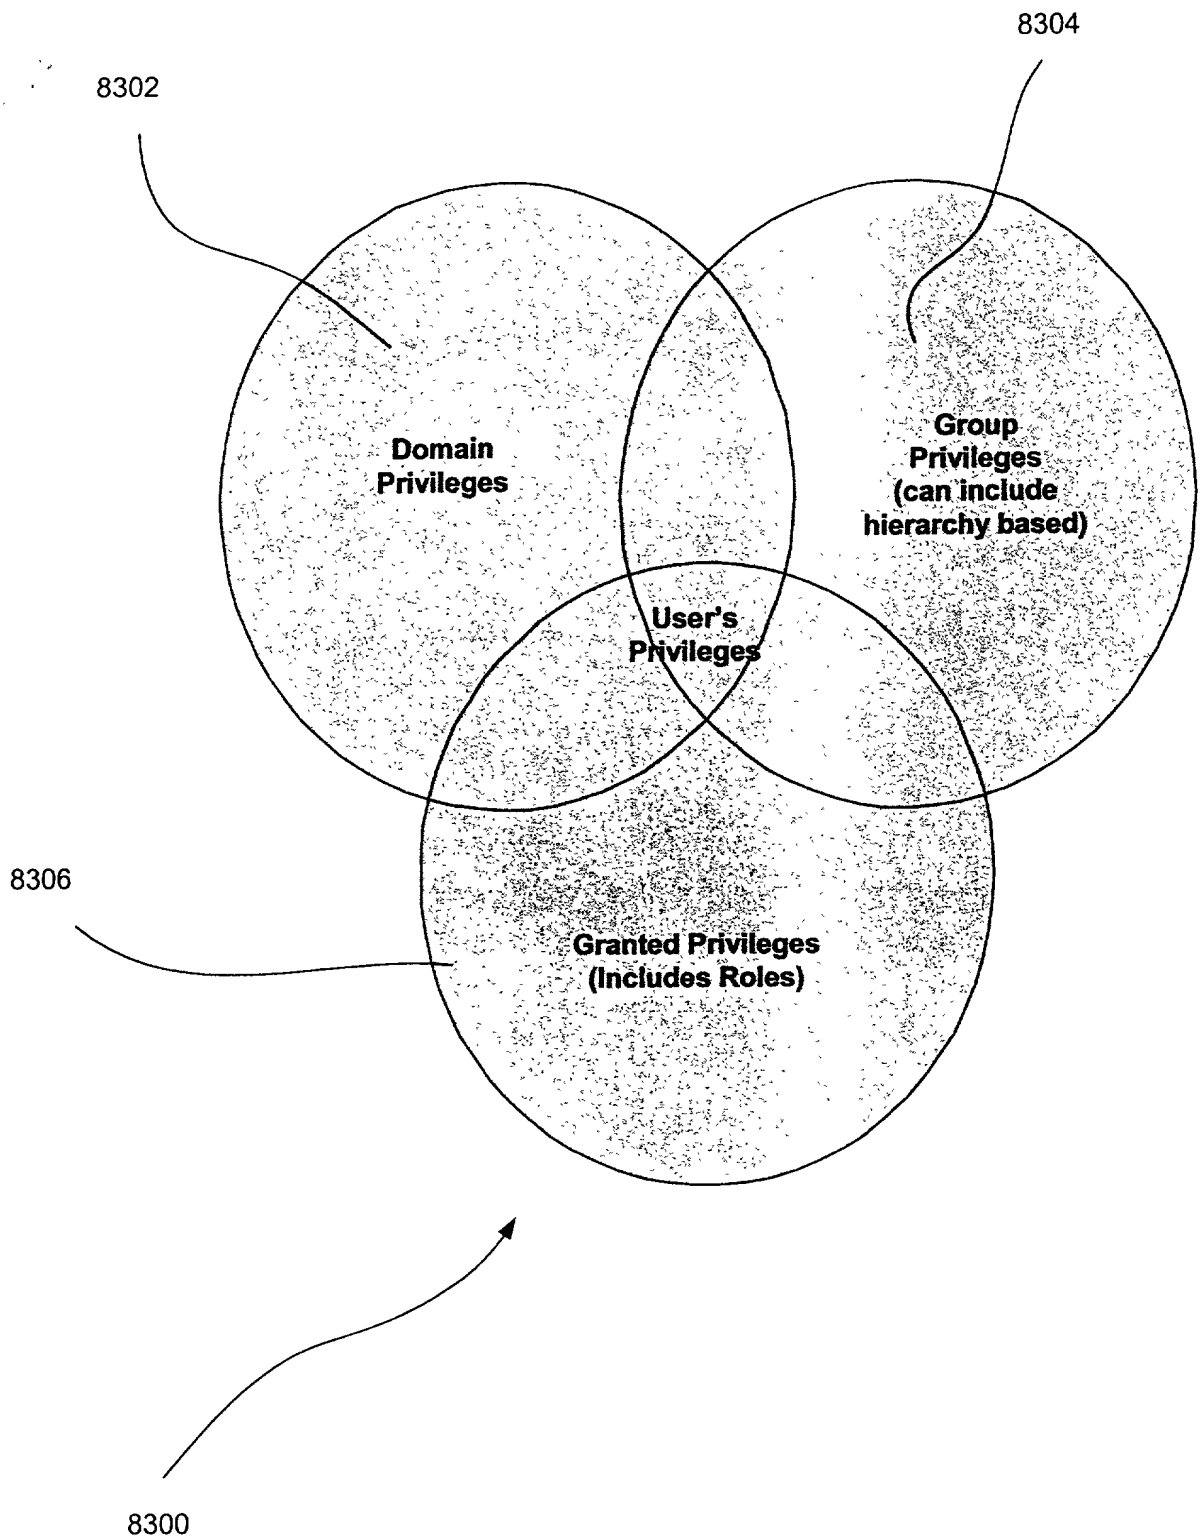 8304
8302
Group
Privileges
(can include
hierarchy based)
Domain
Privileges
User's
Privileges
8306
Granted Privileges
(Includes Roles)
8300